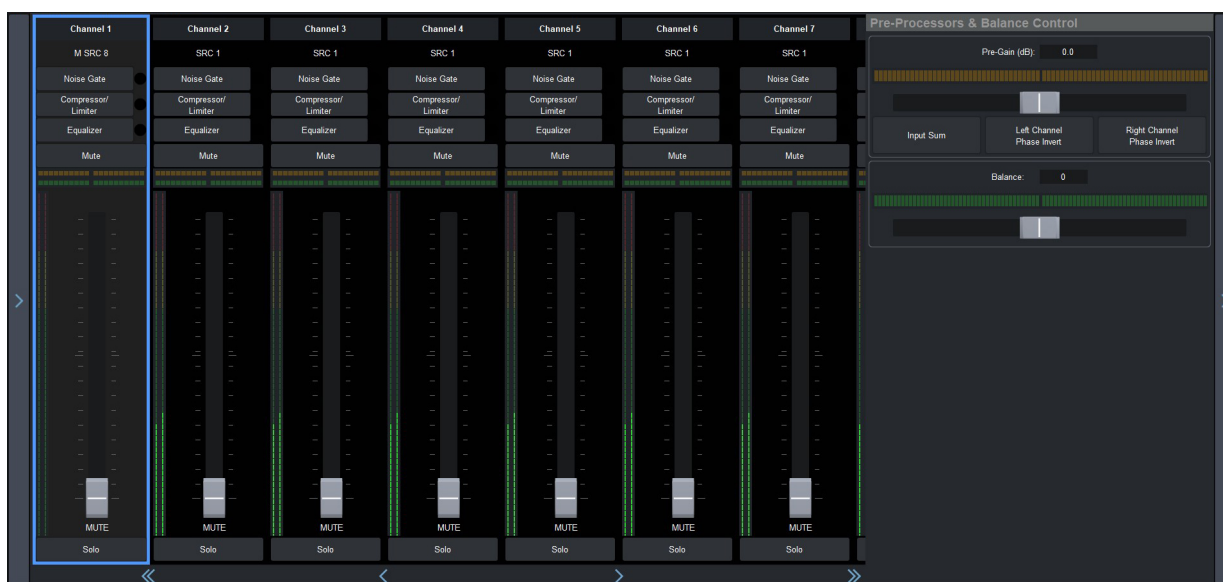 Channel 1
Channel 2
Channel 3
Channel 4
Channel 5
Channel 6
Channel 7
Pre-Processors & Balance Control
M SRC 8
SRC 1
SRC 1
SRC 1
SRC 1
SRC 1
SRC 1
Pre-Gain (dB):
0.0
Noise Gate
Noise Gate
Noise Gate
Noise Gate
Noise Gate
Noise Gate
Noise Gate
Compressor/
Limiter
Compressor/
Limiter
Compressor/
Limiter
Compressor/
Limiter
Compressor/
Limiter
Compressor/
Limiter
Compressor/
Limiter
Equalizer
Equalizer
Equalizer
Equalizer
Equalizer
Equalizer
Equalizer
Input Sum
Left Channel
Phase Invert
Right Channel
Phase Invert
Mute
Mute
Mute
Mute
Mute
Mute
Mute
Balance:
0
MUTE
MUTE
MUTE
MUTE
MUTE
MUTE
MUTE
Solo
Solo
Solo
Solo
Solo
Solo
Solo